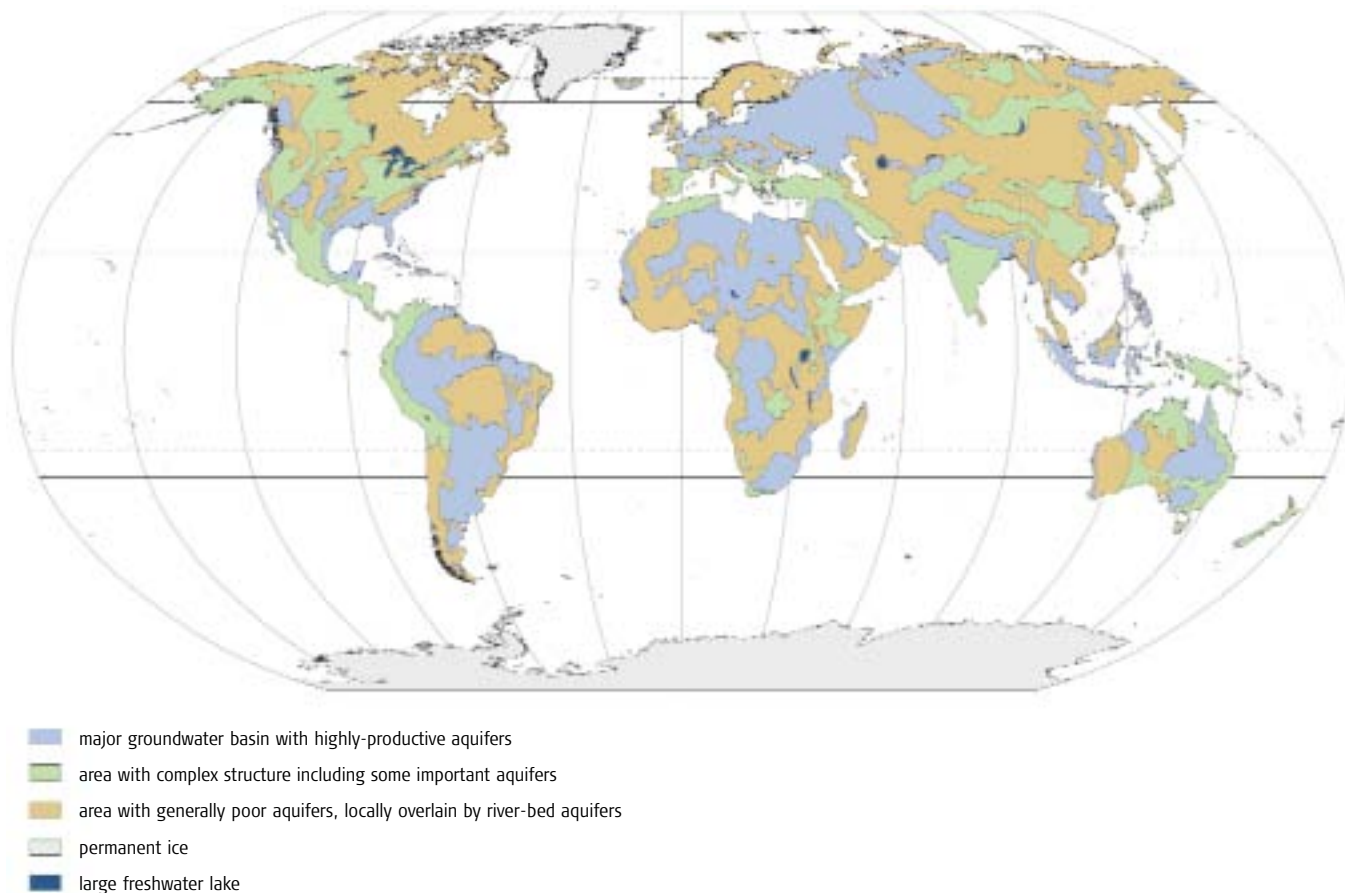 major groundwater basin with highly-productive aquifers
area with complex structure including some important aquifers
area with generally poor aquifers, locally overlain by river-bed aquifers
permanent ice
large freshwater lake